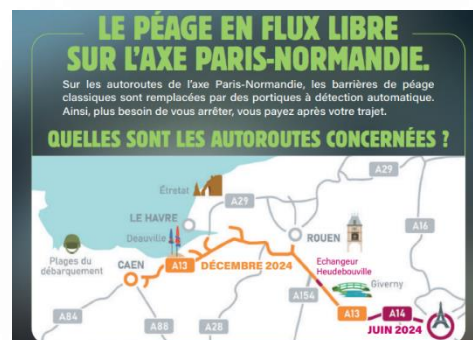 LE PÉAGE EN FLUX LIBRE
SUR L'AXE PARIS-NORMANDIE.
Sur les autoroutes de l'axe Paris-Normandie, les barrières de péage
classiques sont remplacées par des portiques à détection automatique.
Ainsi, plus besoin de vous arrêter, vous payez après votre trajet.
QUELLES SONT LES AUTOROUTES CONCERNÉES ?
A29
Étretat
A29
LE HAVRE
A16
Deauville
ROUEN
Plages du
débarquement
CAEN
A13
DÉCEMBRE 2024
Echangeur
Heudebouville
Giverny
A154
A84
A88
A28
A13
A14
JUIN 2024